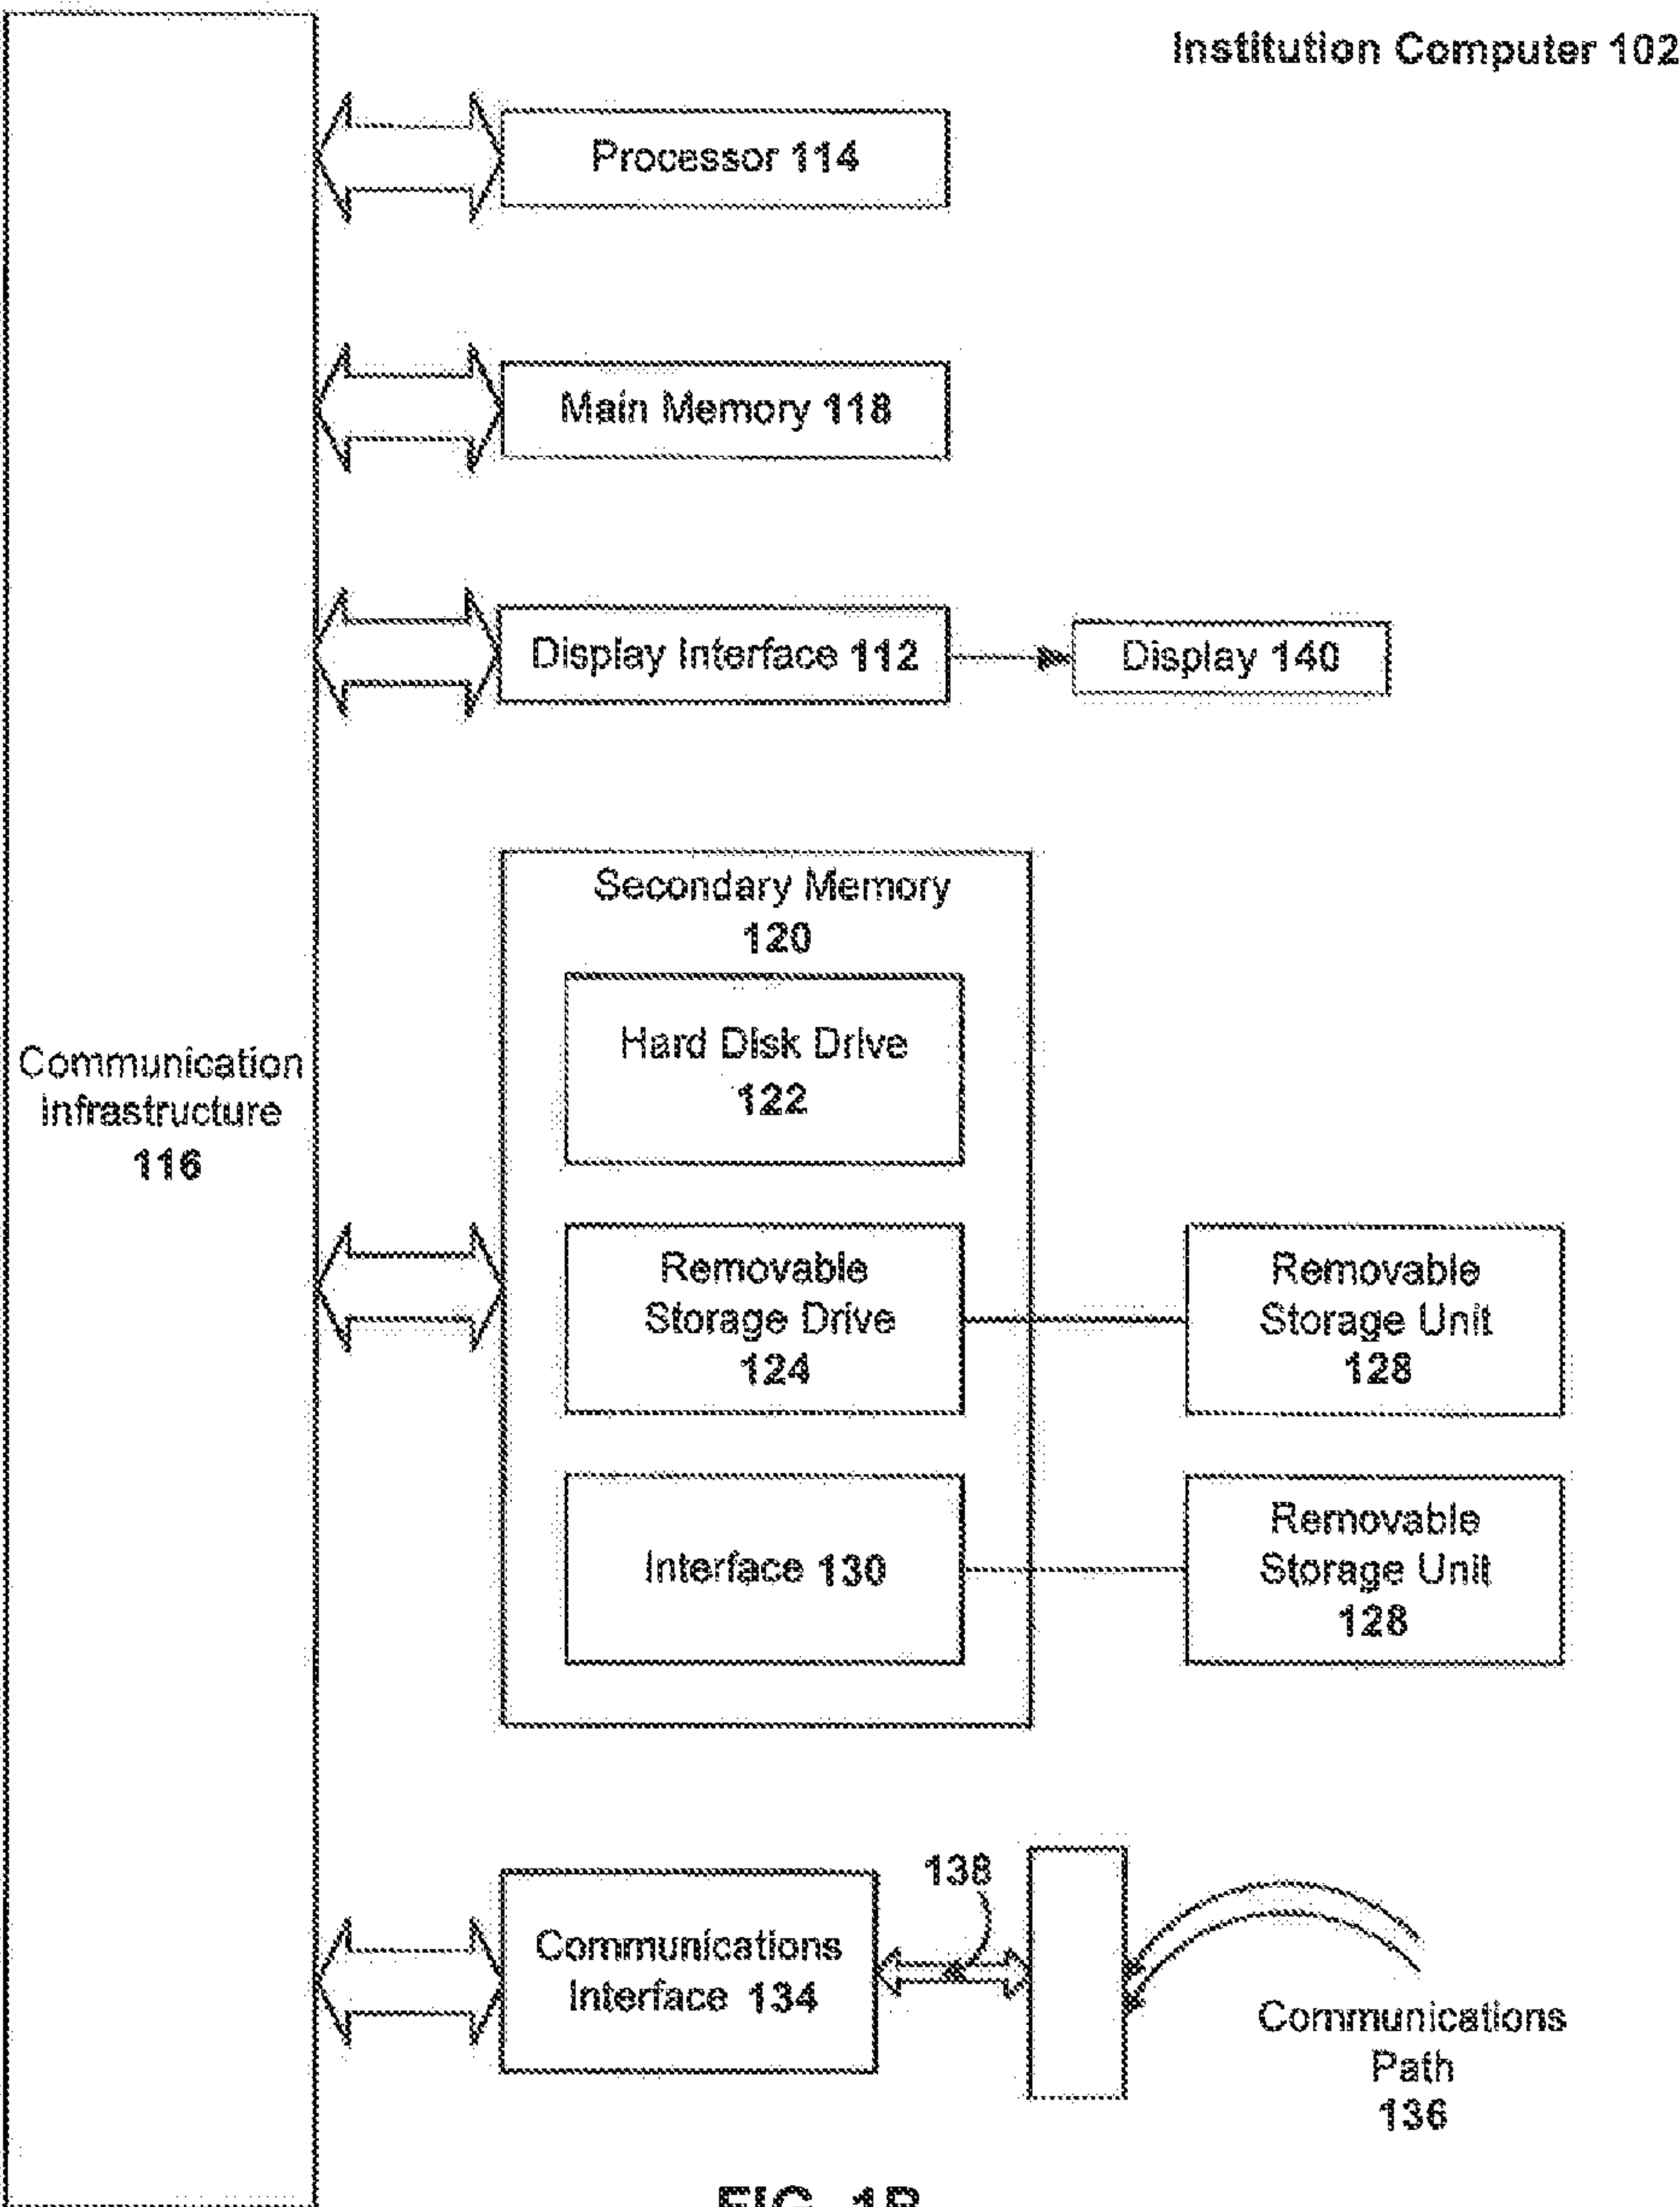 Institution Computer 102
Processor 114
Main Memory 118
Display Interface 112
Display 140
Secondary Memory
120
Hard Disk Drive
122
Communication
Infrastructure
116
Removable
Storage Drive
124
Removable
Storage Unit
128
Interface 130
Removable
Storage Unit
128
138
Communications
Interface 134
Communications
Path
136
FIG. 1B